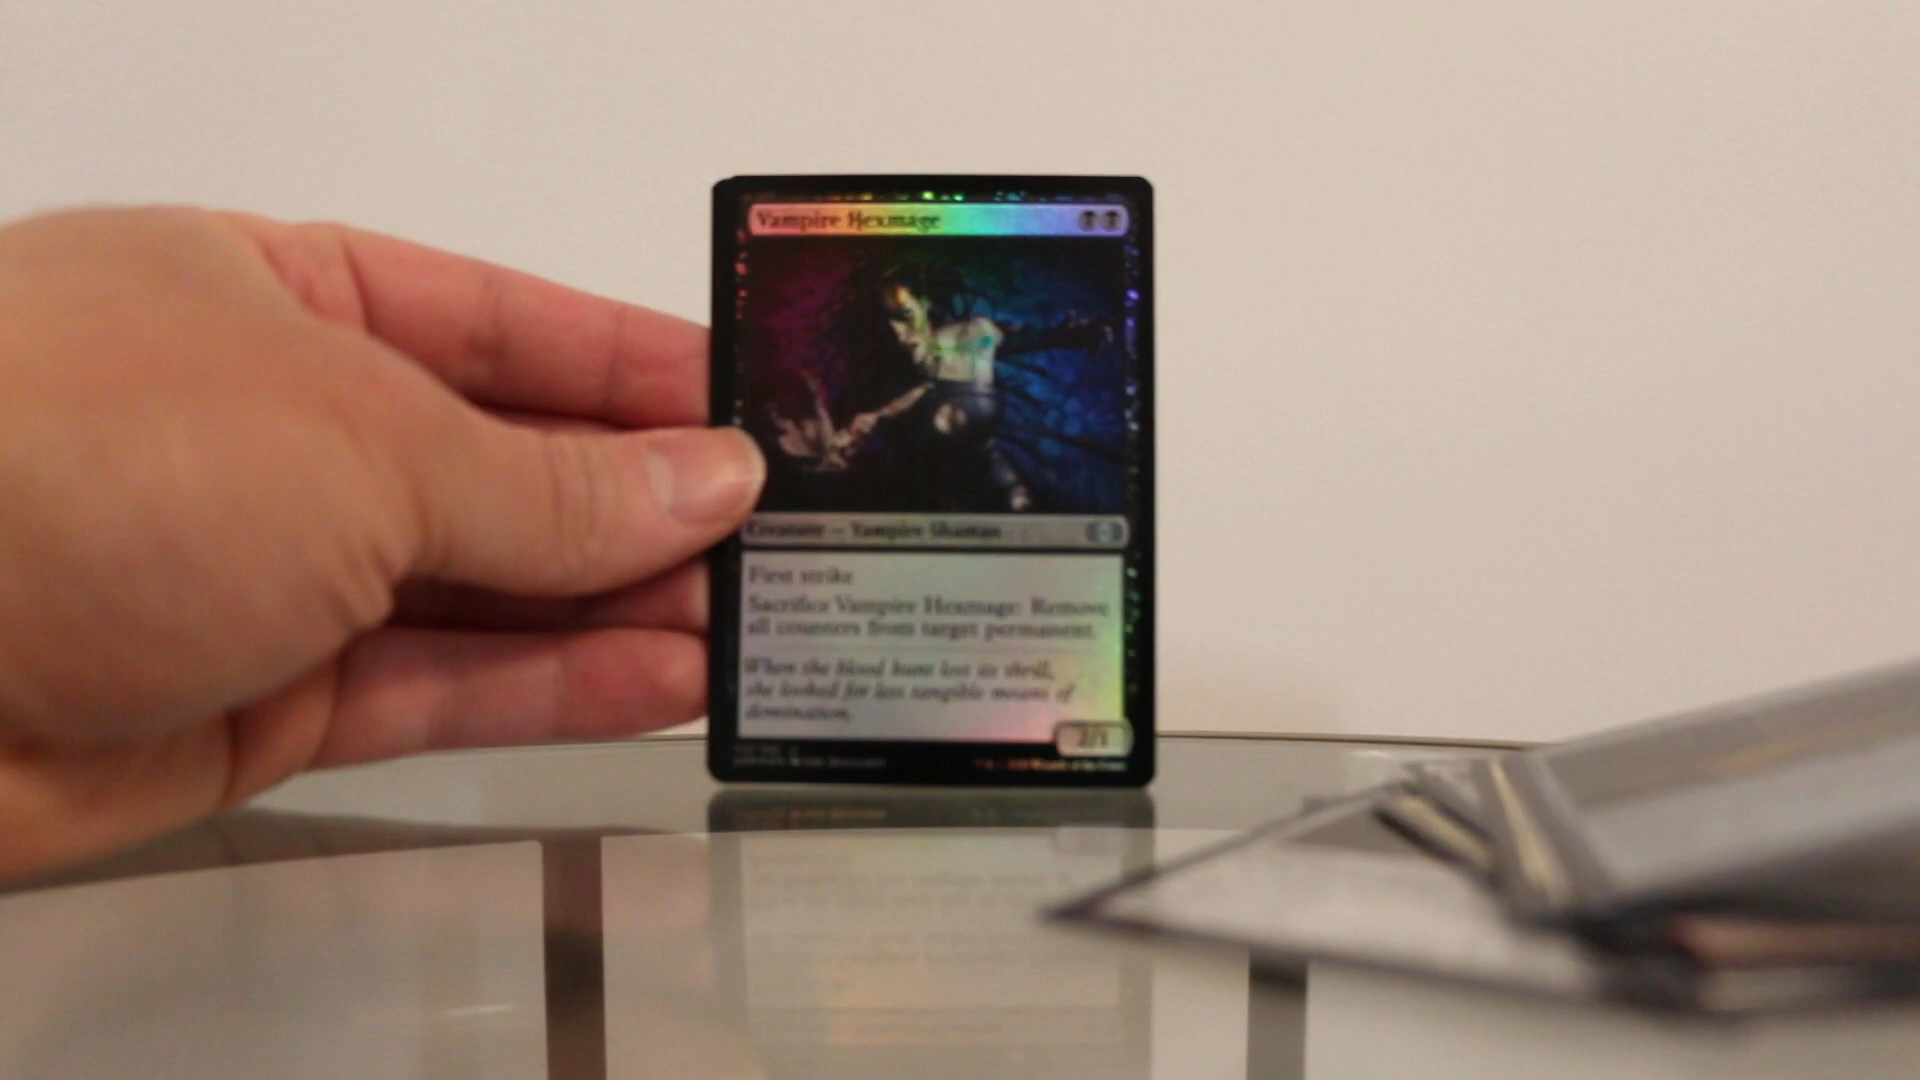 Vampire Hexmage
Creature — Vampire Shaman
First strike
Sacrifice Vampire Hexmage: Remove
all counters from target permanent.
When the blood hunt lost its thrill,
she looked for less tangible means of
domination.
2/1